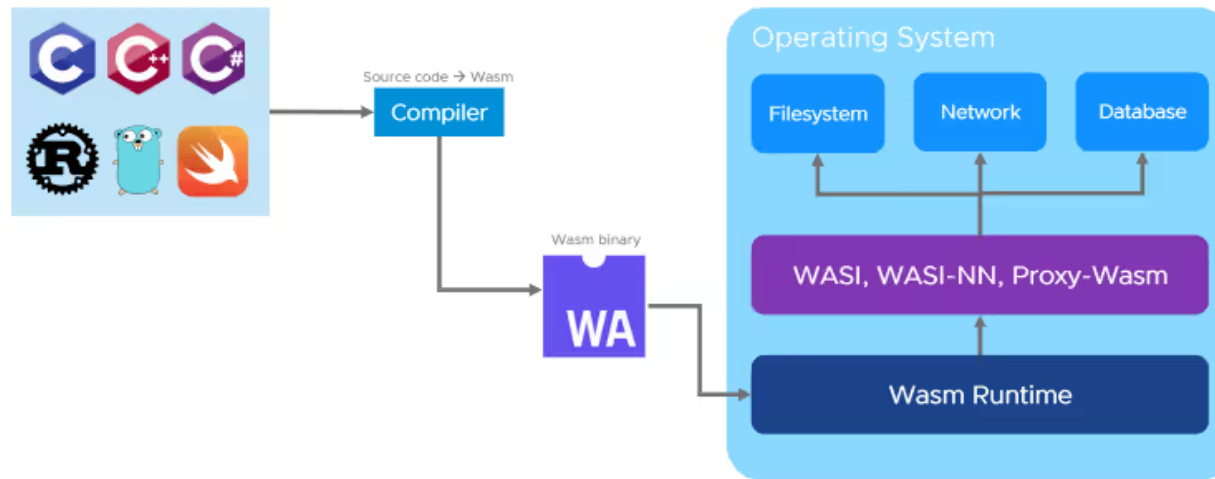 C
C++
C#
R
Source code → Wasm
Compiler
Wasm binary
WA
Operating System
Filesystem
Network
Database
WASI, WASI-NN, Proxy-Wasm
Wasm Runtime